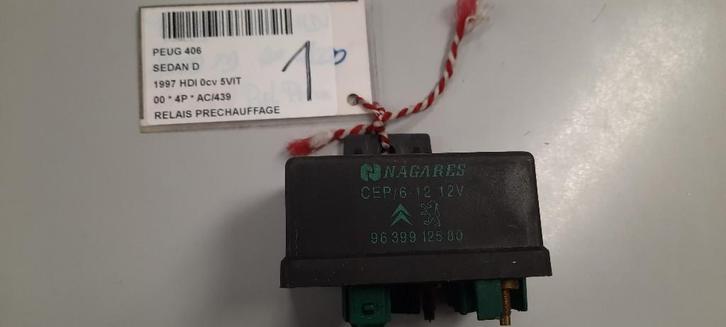 PEUG 406
SEDAN D
1997 HDI 0cv 5VIT
00 * 4P * AC/439
RELAIS PRECHAUFFAGE
1
NAGARES
CEP/6-12 12V
96 399 125 80